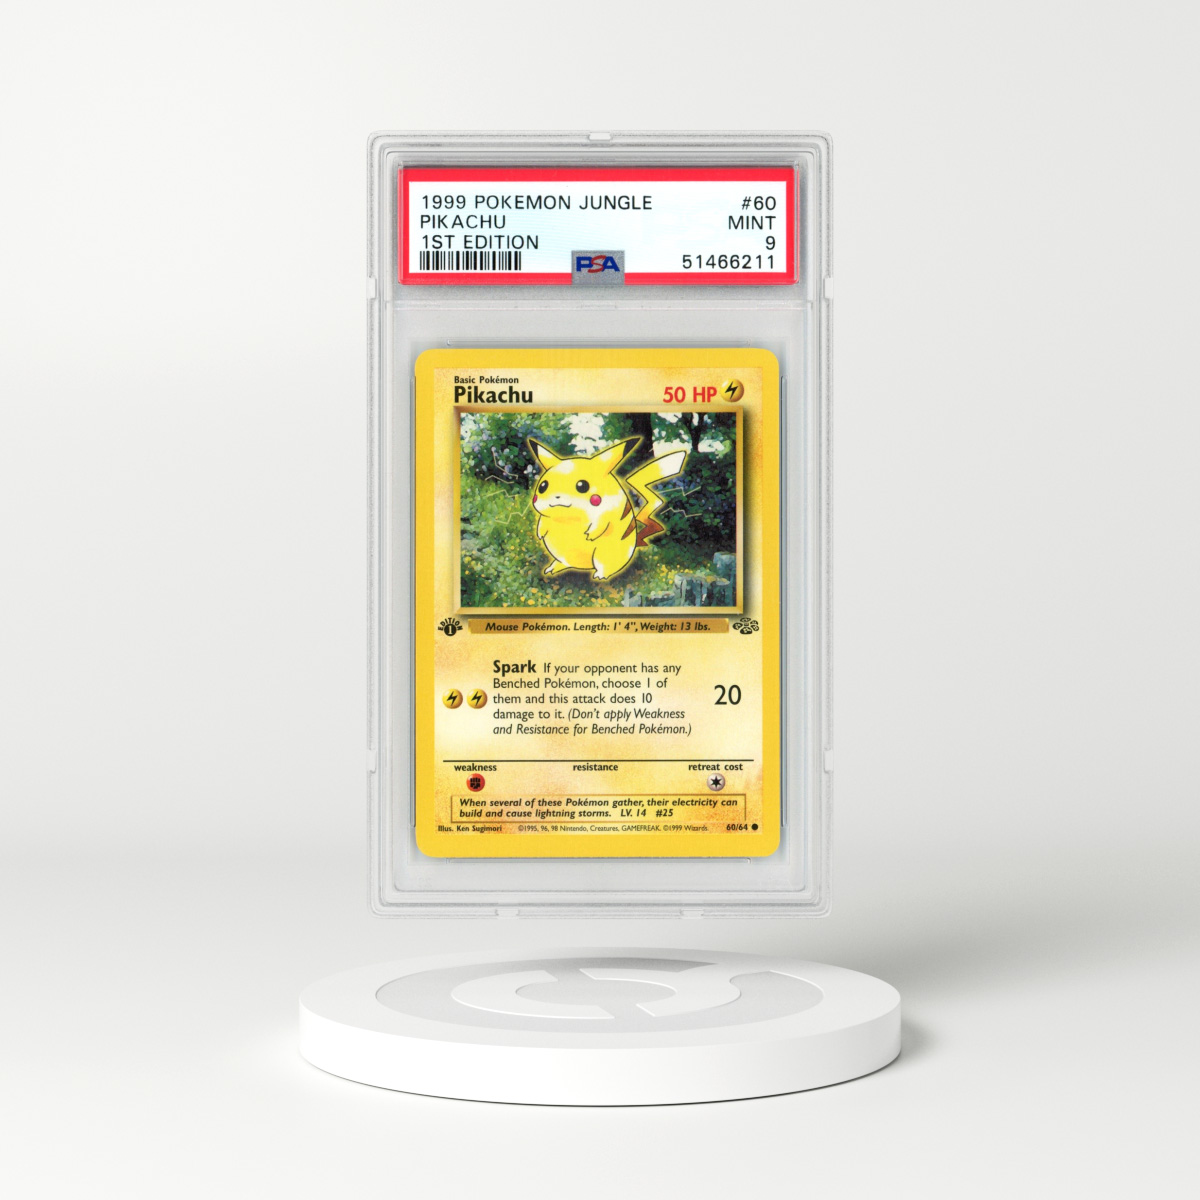 1999 POKEMON JUNGLE #60
PIKACHU MINT
1ST EDITION 9
PSA 51466211
Basic Pokémon
Pikachu 50 HP
EDITION
1
Mouse Pokémon. Length: 1' 4", Weight: 13 lbs.
Spark If your opponent has any
Benched Pokémon, choose 1 of
them and this attack does 10
damage to it. (Don't apply Weakness
and Resistance for Benched Pokémon.)
20
weakness resistance retreat cost
When several of these Pokémon gather, their electricity can
build and cause lightning storms. LV. 14 #25
Illus. Ken Sugimori ©1995, 96, 98 Nintendo, Creatures, GAMEFREAK. ©1999 Wizards. 60/64